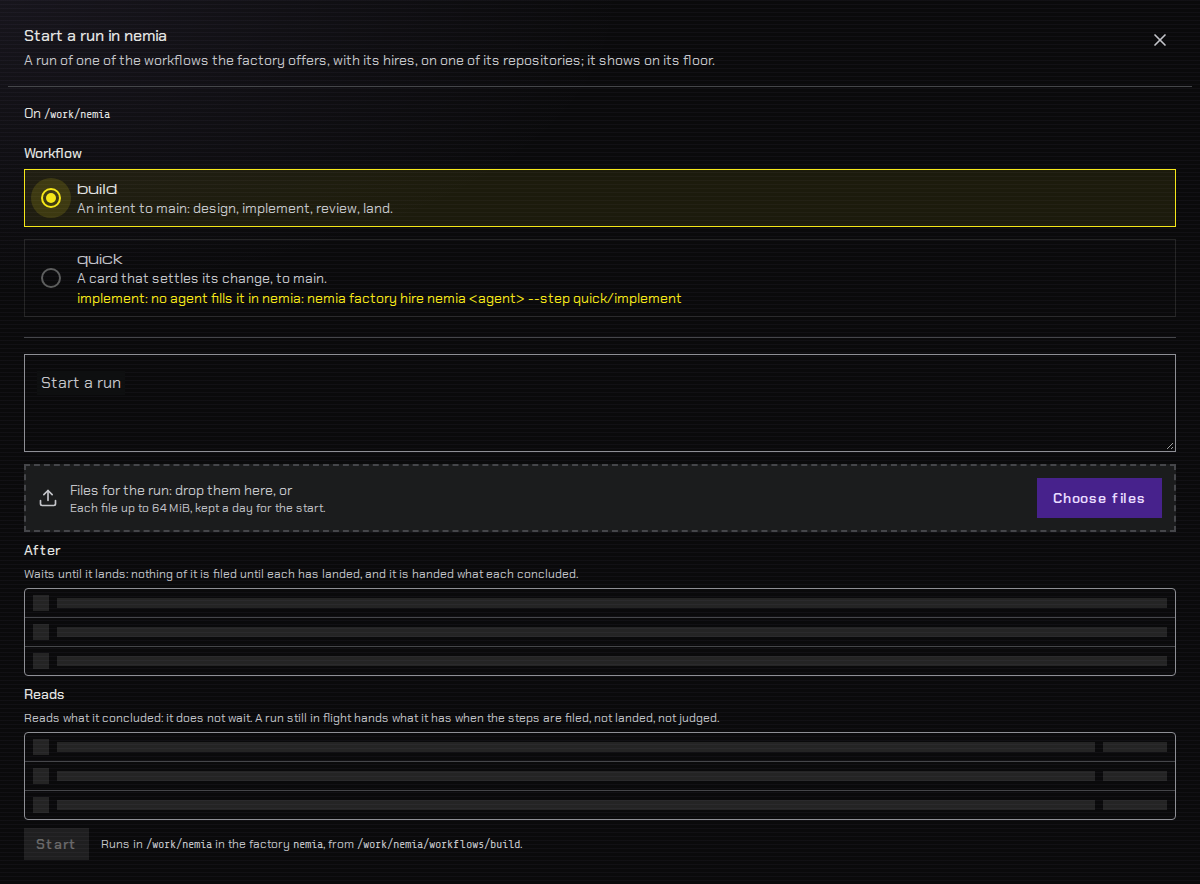 Start a run in nemia
A run of one of the workflows the factory offers, with its hires, on one of its repositories; it shows on its floor.
On /work/nemia
Workflow
build
An intent to main: design, implement, review, land.
quick
A card that settles its change, to main.
implement: no agent fills it in nemia: nemia factory hire nemia <agent> --step quick/implement
Start a run
Files for the run: drop them here, or
Each file up to 64 MiB, kept a day for the start.
Choose files
After
Waits until it lands: nothing of it is filed until each has landed, and it is handed what each concluded.
Reads
Reads what it concluded: it does not wait. A run still in flight hands what it has when the steps are filed, not landed, not judged.
Start
Runs in /work/nemia in the factory nemia, from /work/nemia/workflows/build.